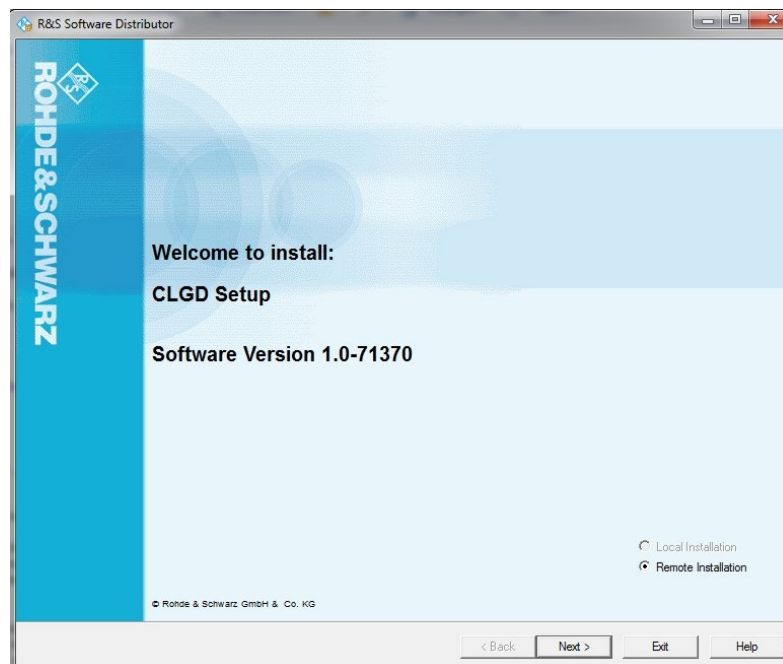 R&S Software Distributor
ROHDE&SCHWARZ
R
S
Welcome to install:
CLGD Setup
Software Version 1.0-71370
Local Installation
Remote Installation
© Rohde & Schwarz GmbH & Co. KG
< Back
Next >
Exit
Help